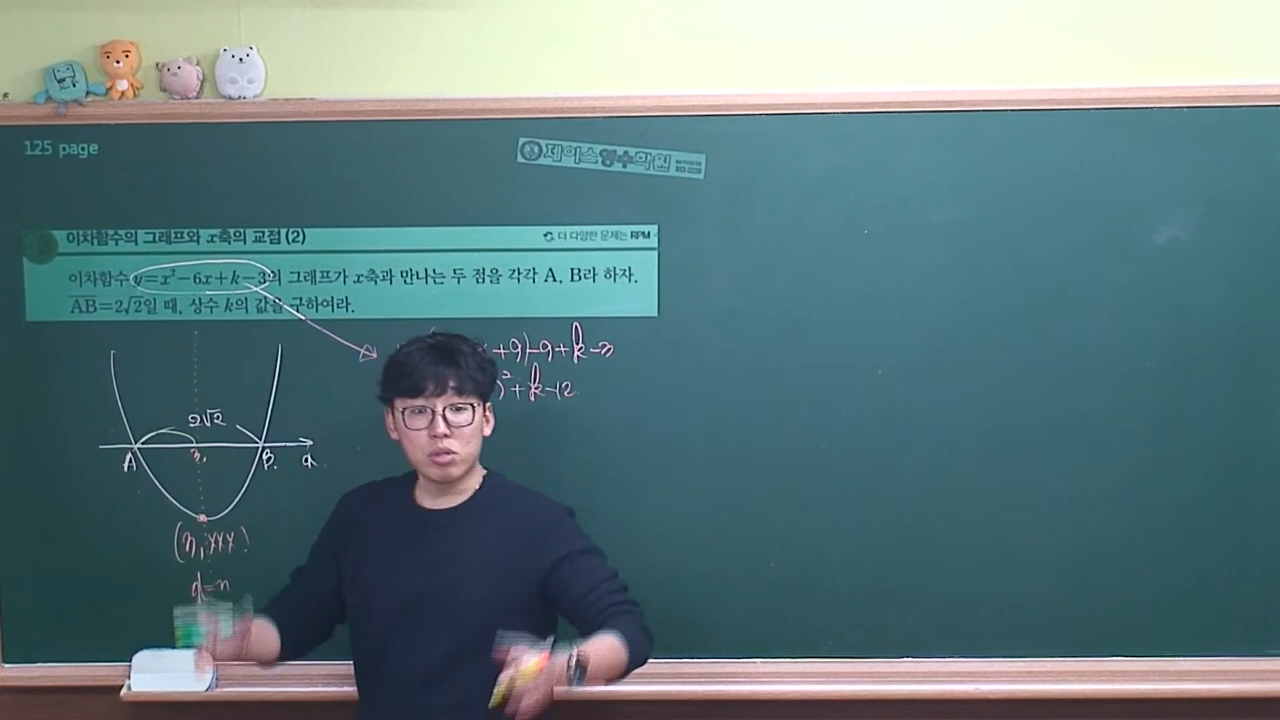 125 page
제이스영수학원
이차함수의 그래프와 x축의 교점 (2)
더 다양한 문제는 RPM
이차함수 y=x²-6x+k-3의 그래프가 x축과 만나는 두 점을 각각 A, B라 하자.
AB=2√2일 때, 상수 k의 값을 구하여라.
+9)-9+k-3
)²+k-12
2√2
A 3 B x
(3, xxx)
x=3